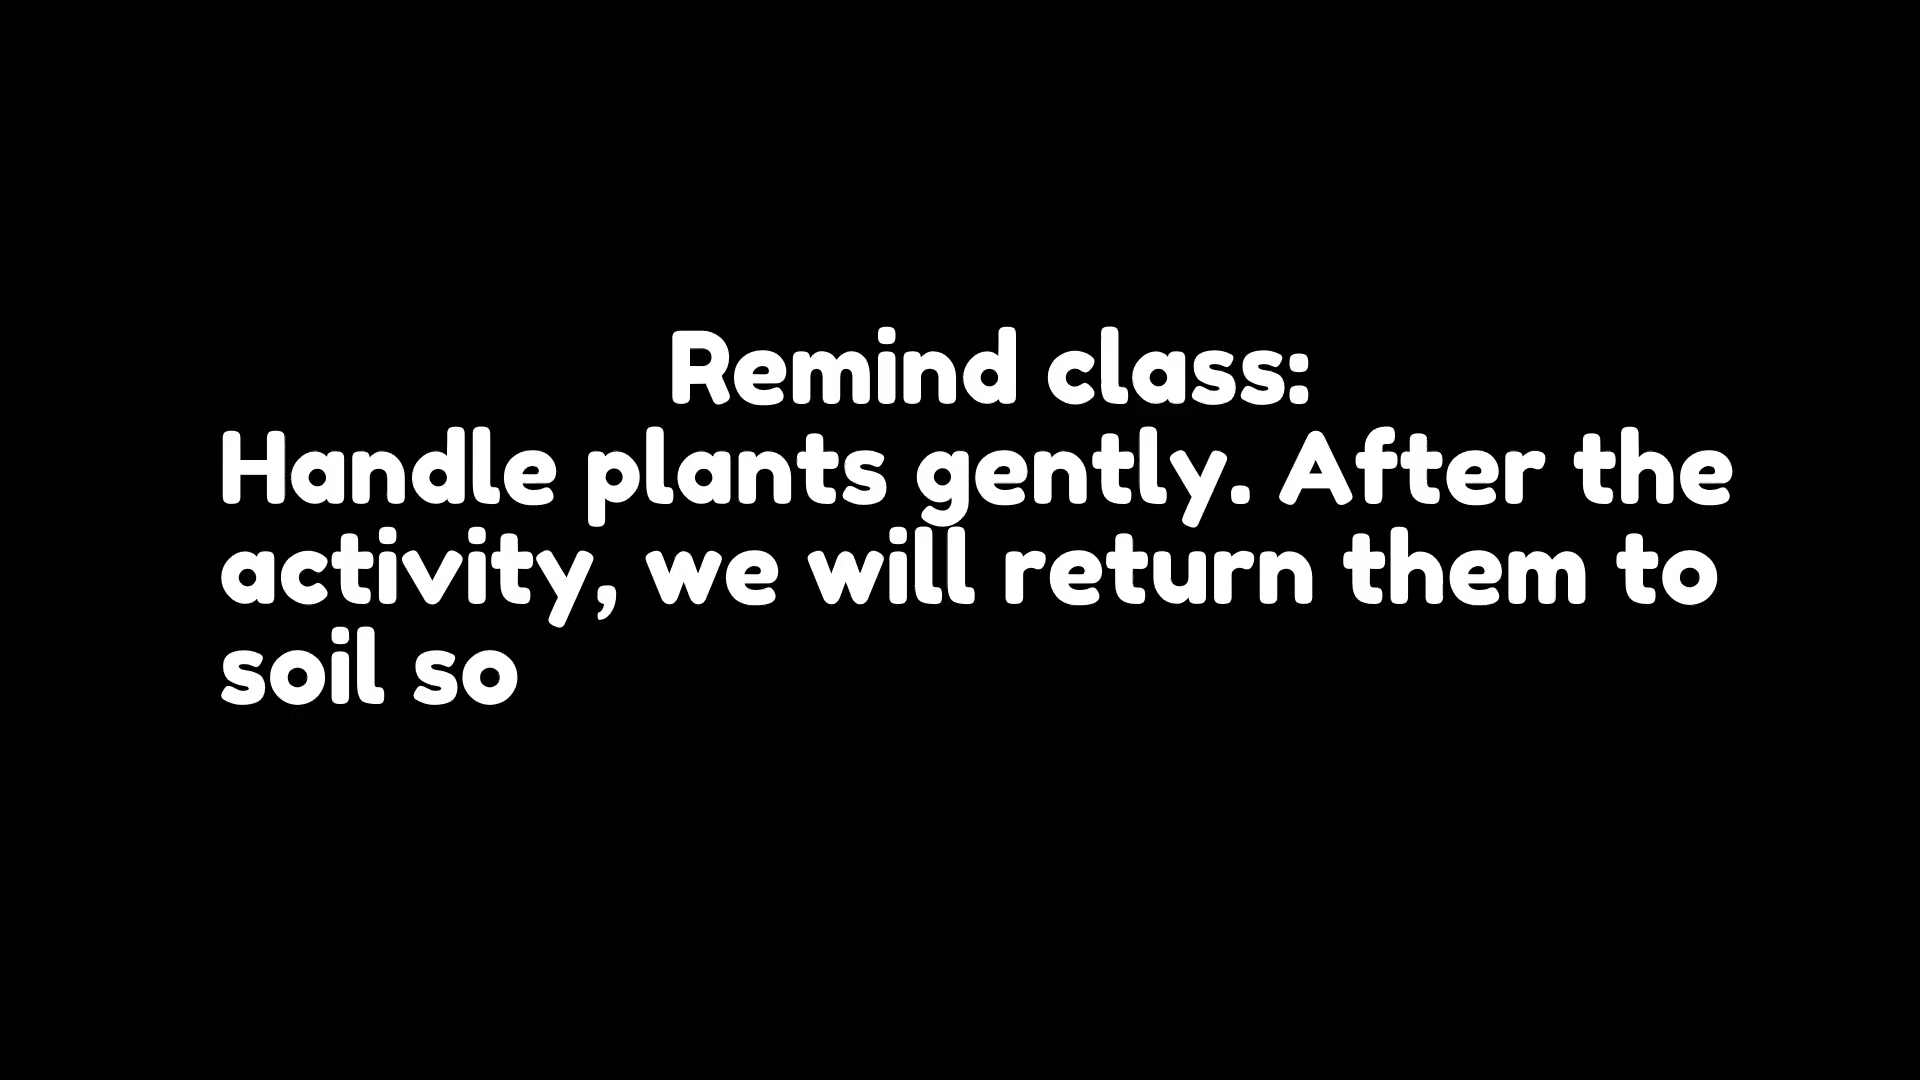 Remind class:
Handle plants gently. After the
activity, we will return them to
soil so